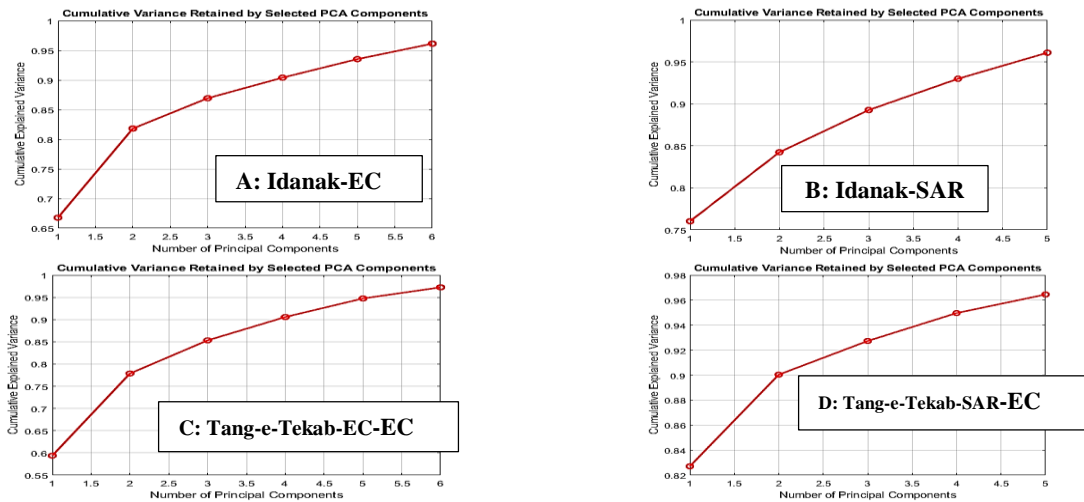 Cumulative Variance Retained by Selected PCA Components
Cumulative Explained Variance
1
0.95
0.9
0.85
0.8
0.75
0.7
0.65
A: Idanak-EC
1 1.5 2 2.5 3 3.5 4 4.5 5 5.5 6
Number of Principal Components
Cumulative Variance Retained by Selected PCA Components
Cumulative Explained Variance
1
0.95
0.9
0.85
0.8
0.75
B: Idanak-SAR
1 1.5 2 2.5 3 3.5 4 4.5 5
Number of Principal Components
Cumulative Variance Retained by Selected PCA Components
Cumulative Explained Variance
1
0.95
0.9
0.85
0.8
0.75
0.7
0.65
0.6
0.55
C: Tang-e-Tekab-EC-EC
1 1.5 2 2.5 3 3.5 4 4.5 5 5.5 6
Number of Principal Components
Cumulative Variance Retained by Selected PCA Components
Cumulative Explained Variance
0.98
0.96
0.94
0.92
0.9
0.88
0.86
0.84
0.82
D: Tang-e-Tekab-SAR-EC
1 1.5 2 2.5 3 3.5 4 4.5 5
Number of Principal Components